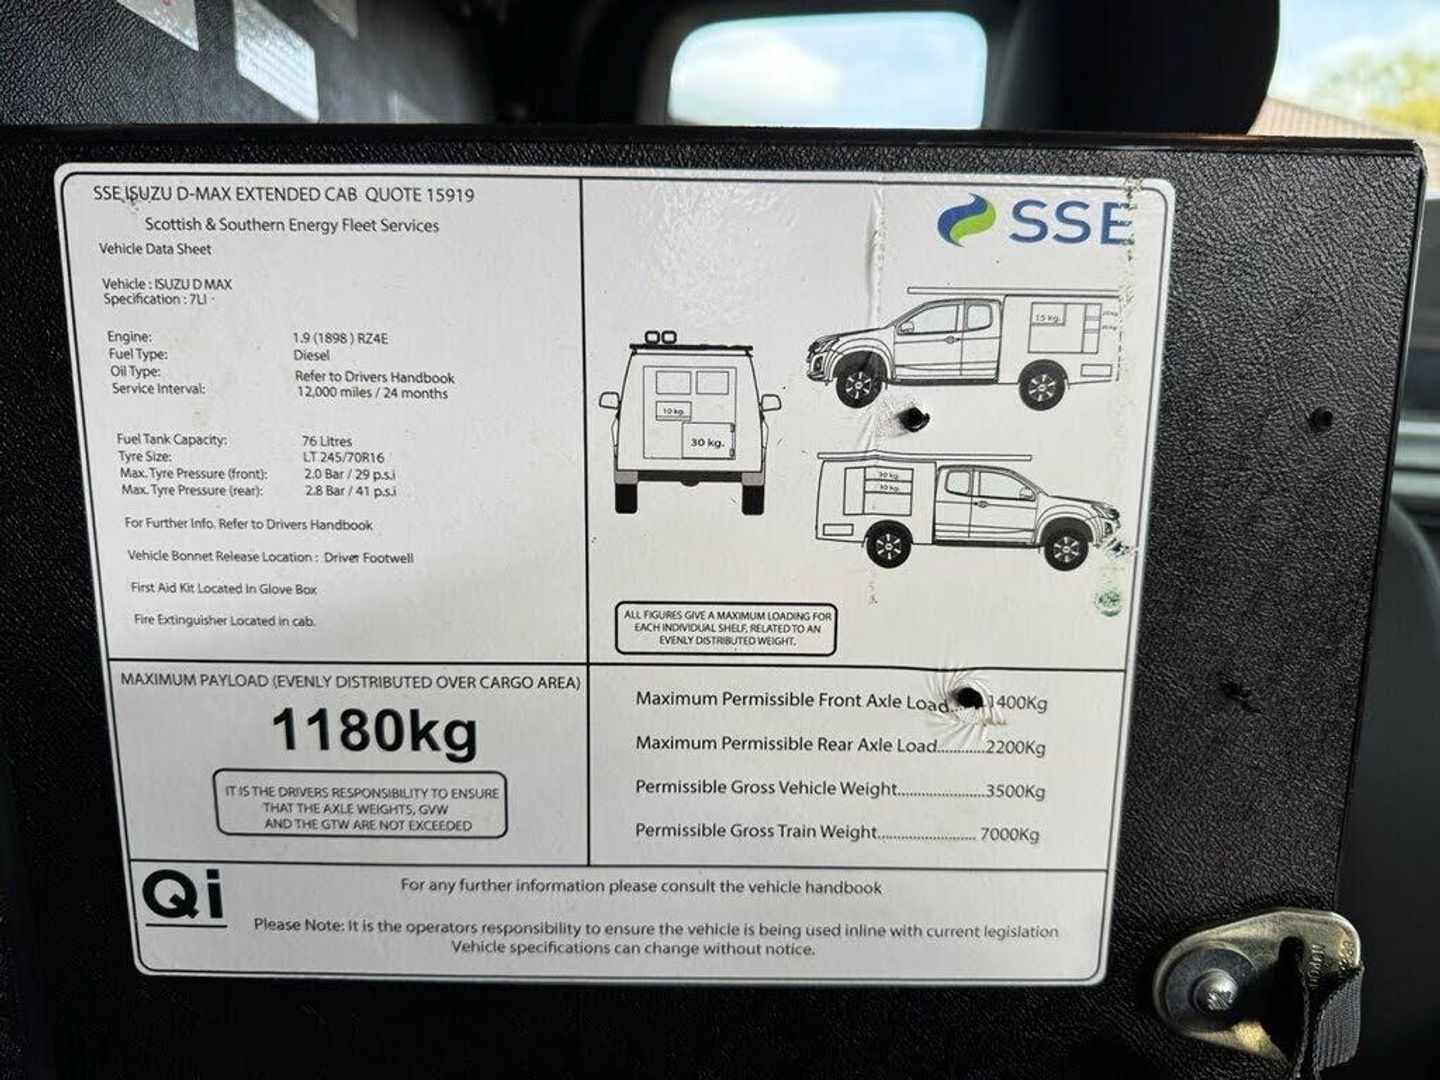 SSE ISUZU D-MAX EXTENDED CAB QUOTE 15919
Scottish & Southern Energy Fleet Services
Vehicle Data Sheet
Vehicle : ISUZU D MAX
Specification : 7LI
Engine: 1.9 (1898 ) RZ4E
Fuel Type: Diesel
Oil Type: Refer to Drivers Handbook
Service Interval: 12,000 miles / 24 months
Fuel Tank Capacity: 76 Litres
Tyre Size: LT 245/70R16
Max. Tyre Pressure (front): 2.0 Bar / 29 p.s.i
Max. Tyre Pressure (rear): 2.8 Bar / 41 p.s.i
For Further Info. Refer to Drivers Handbook
Vehicle Bonnet Release Location : Driver Footwell
First Aid Kit Located In Glove Box
Fire Extinguisher Located in cab.
SSE
15 kg.
10 kg.
30 kg.
30 kg.
30 kg.
ALL FIGURES GIVE A MAXIMUM LOADING FOR
EACH INDIVIDUAL SHELF, RELATED TO AN
EVENLY DISTRIBUTED WEIGHT.
MAXIMUM PAYLOAD (EVENLY DISTRIBUTED OVER CARGO AREA)
1180kg
IT IS THE DRIVERS RESPONSIBILITY TO ENSURE
THAT THE AXLE WEIGHTS, GVW
AND THE GTW ARE NOT EXCEEDED
Maximum Permissible Front Axle Load.... 1400Kg
Maximum Permissible Rear Axle Load............2200Kg
Permissible Gross Vehicle Weight......................3500Kg
Permissible Gross Train Weight......................... 7000Kg
Qi
For any further information please consult the vehicle handbook
Please Note: It is the operators responsibility to ensure the vehicle is being used inline with current legislation
Vehicle specifications can change without notice.